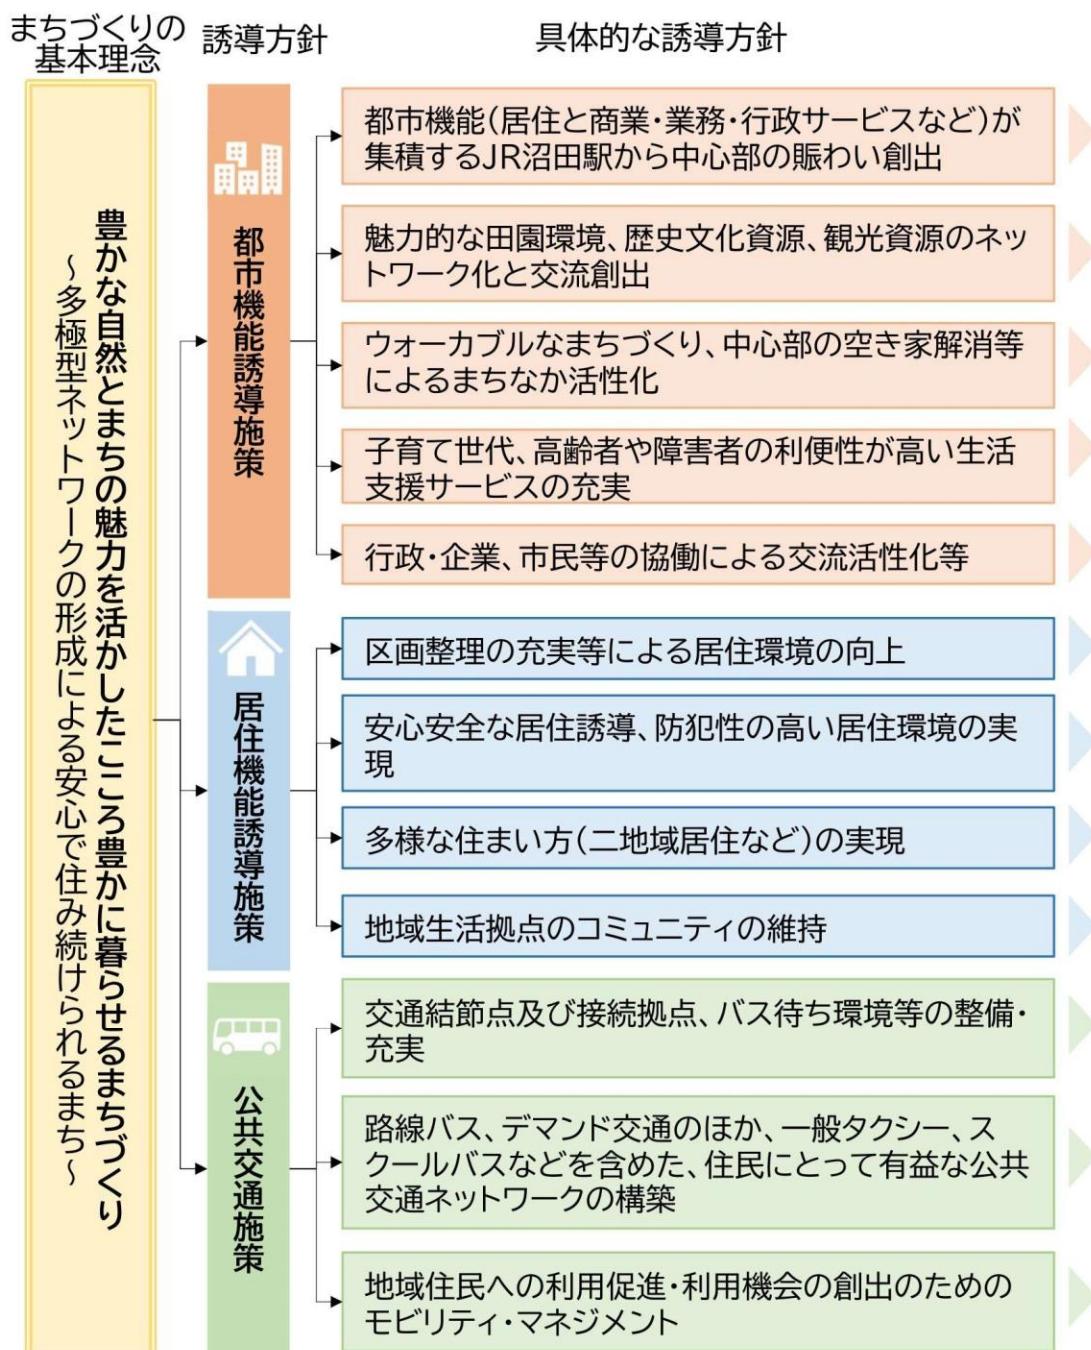 まちづくりの
基本理念
誘導方針
具体的な誘導方針
豊かな自然とまちの魅力を活かしたこころ豊かに暮らせるまちづくり
～多極型ネットワークの形成による安心で住み続けられるまち～
都市機能誘導施策
都市機能（居住と商業・業務・行政サービスなど）が
集積するJR沼田駅から中心部の賑わい創出
魅力的な田園環境、歴史文化資源、観光資源のネッ
トワーク化と交流創出
ウォーカブルなまちづくり、中心部の空き家解消等
によるまちなか活性化
子育て世代、高齢者や障害者の利便性が高い生活
支援サービスの充実
行政・企業、市民等の協働による交流活性化等
居住機能誘導施策
区画整理の充実等による居住環境の向上
安心安全な居住誘導、防犯性の高い居住環境の実
現
多様な住まい方（二地域居住など）の実現
地域生活拠点のコミュニティの維持
公共交通施策
交通結節点及び接続拠点、バス待ち環境等の整備・
充実
路線バス、デマンド交通のほか、一般タクシー、ス
クールバスなどを含めた、住民にとって有益な公共
交通ネットワークの構築
地域住民への利用促進・利用機会の創出のための
モビリティ・マネジメント